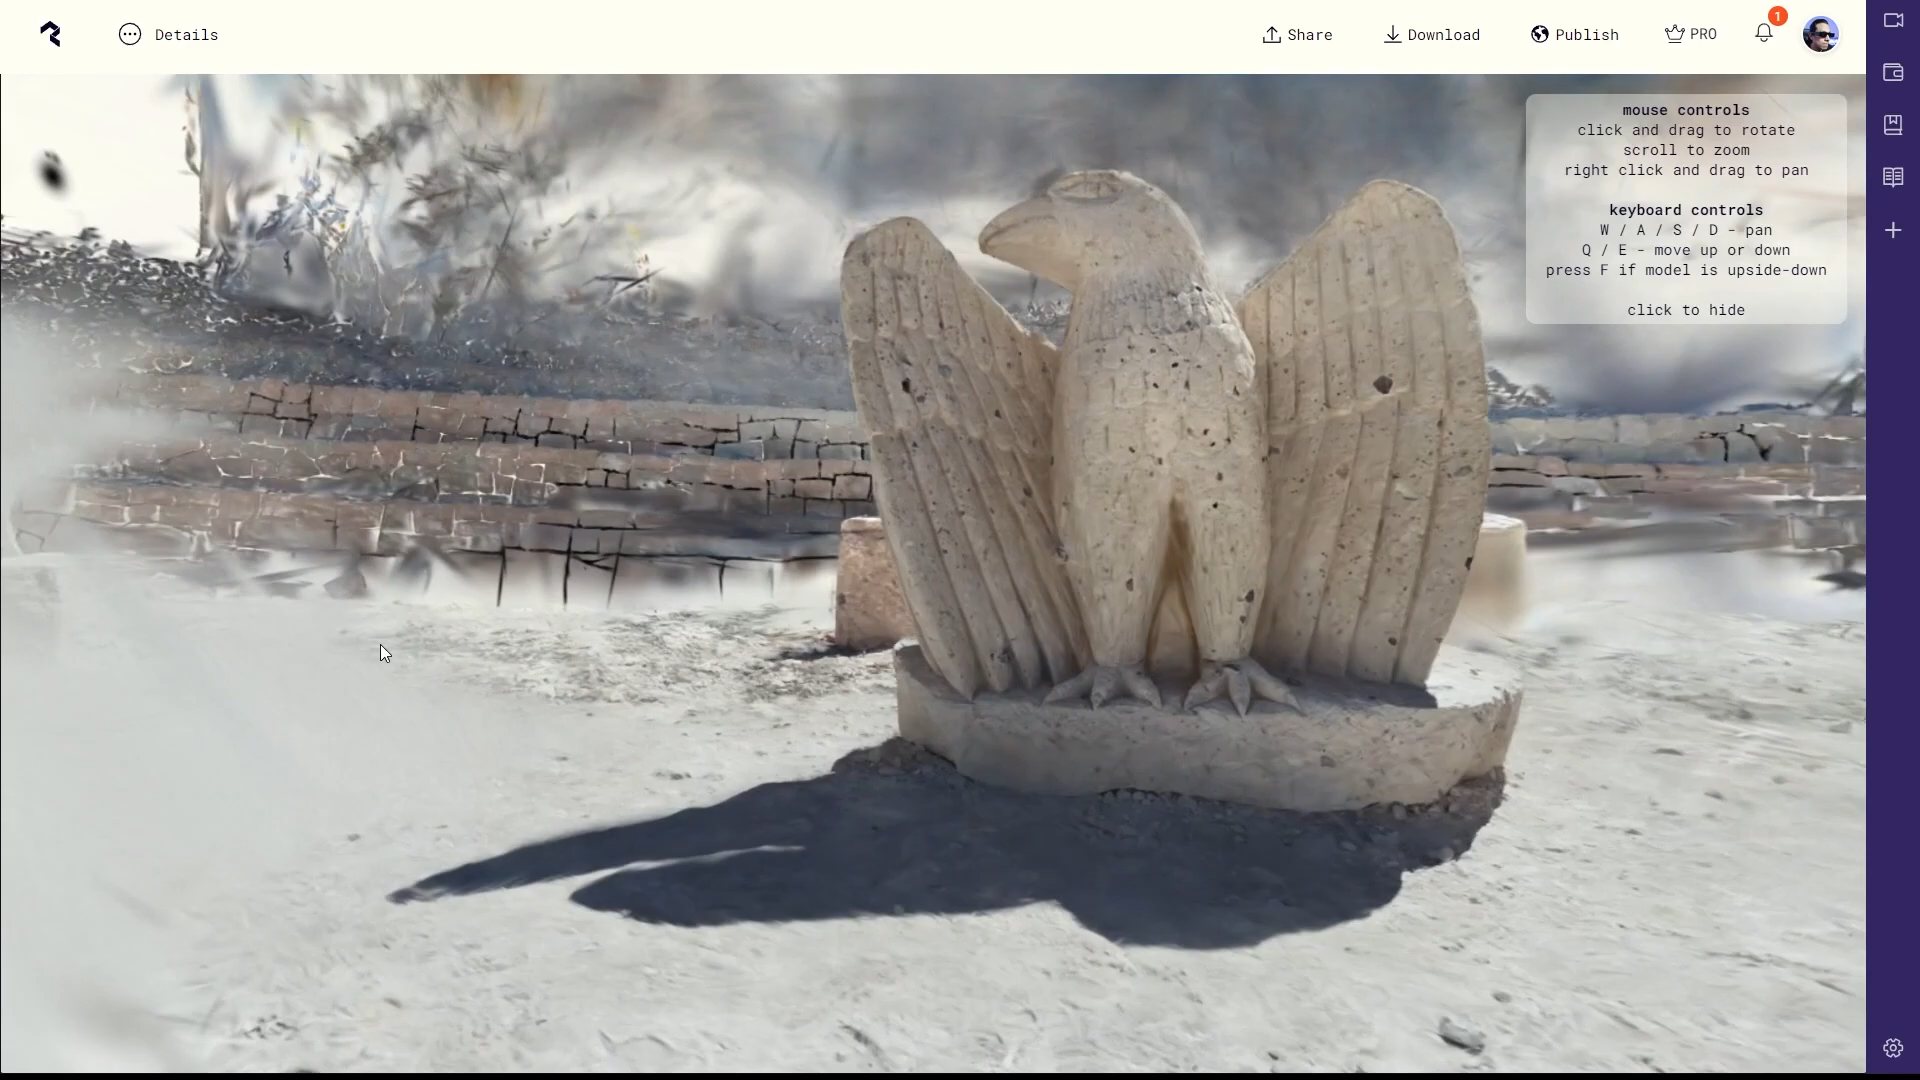 Details
Share
Download
Publish
PRO
1
mouse controls
click and drag to rotate
scroll to zoom
right click and drag to pan
keyboard controls
W / A / S / D - pan
Q / E - move up or down
press F if model is upside-down
click to hide